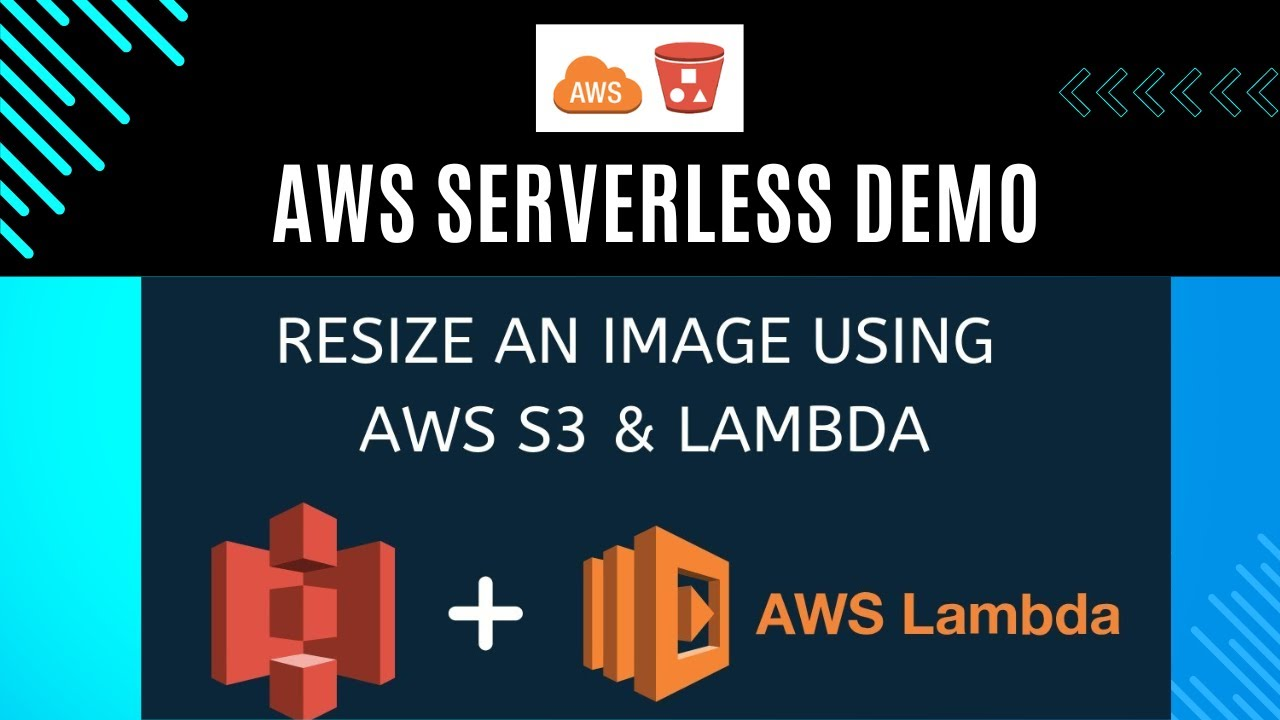 AWS
AWS SERVERLESS DEMO
RESIZE AN IMAGE USING
AWS S3 & LAMBDA
AWS Lambda